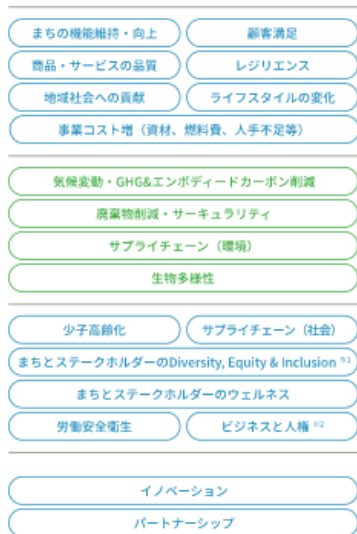 まちの機能維持・向上 顧客満足
商品・サービスの品質 レジリエンス
地域社会への貢献 ライフスタイルの変化
事業コスト増（資材、燃料費、人手不足等）
気候変動・GHG&エンボディードカーボン削減
廃棄物削減・サーキュラリティ
サプライチェーン（環境）
生物多様性
少子高齢化 サプライチェーン（社会）
まちとステークホルダーのDiversity, Equity & Inclusion ※1
まちとステークホルダーのウェルネス
労働安全衛生 ビジネスと人権 ※2
イノベーション
パートナーシップ